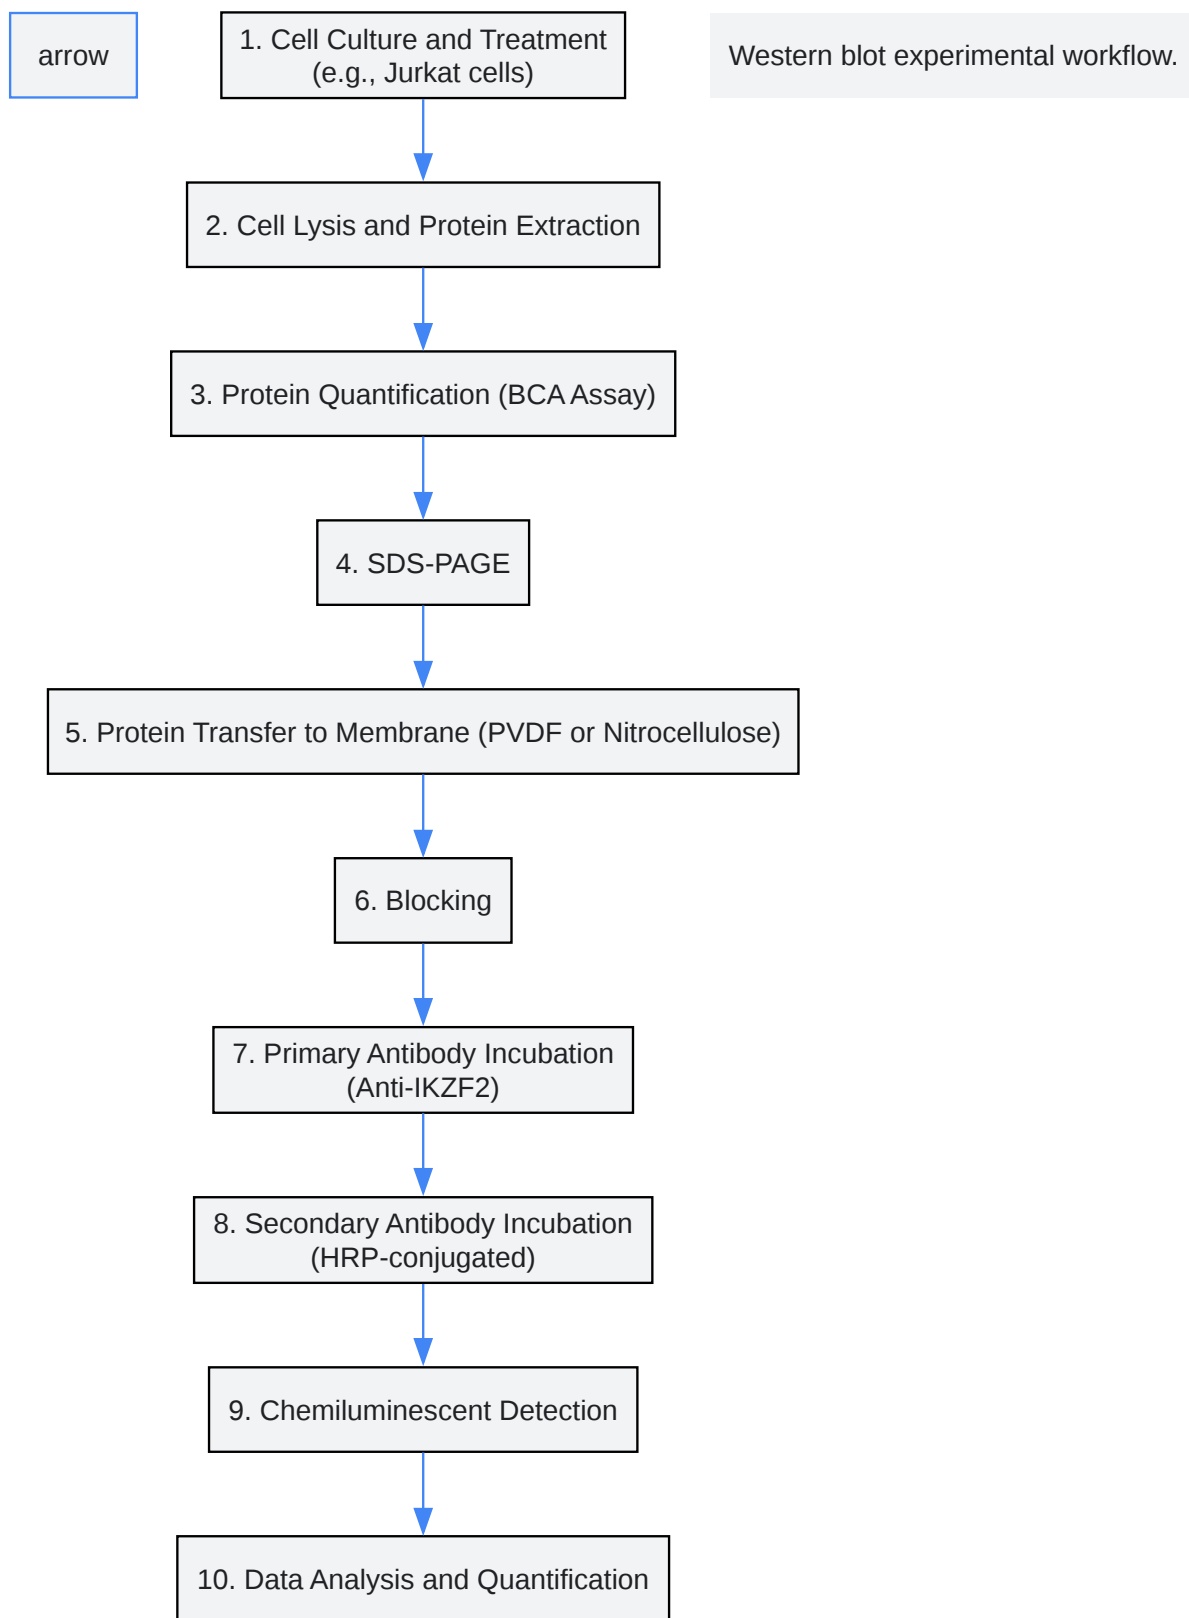 arrow
1. Cell Culture and Treatment
(e.g., Jurkat cells)
Western blot experimental workflow.
2. Cell Lysis and Protein Extraction
3. Protein Quantification (BCA Assay)
4. SDS-PAGE
5. Protein Transfer to Membrane (PVDF or Nitrocellulose)
6. Blocking
7. Primary Antibody Incubation
(Anti-IKZF2)
8. Secondary Antibody Incubation
(HRP-conjugated)
9. Chemiluminescent Detection
10. Data Analysis and Quantification